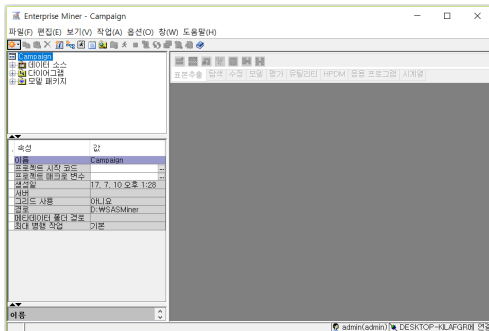 Enterprise Miner - Campaign
파일(F) 편집(E) 보기(V) 작업(A) 옵션(O) 창(W) 도움말(H)
Campaign
데이터 소스
다이어그램
모델 패키지
표본추출 탐색 수정 모델 평가 유틸리티 HPDM 응용 프로그램 시계열
속성 값
이름 Campaign
프로젝트 시작 코드 ...
프로젝트 매크로 변수 ...
생성일 17. 7. 10 오후 1:28
서버
그리드 사용 아니요
경로 D:₩SASMiner
메타데이터 폴더 경로
최대 병행 작업 기본
이름
admin(admin) DESKTOP-KILAFGR에 연결